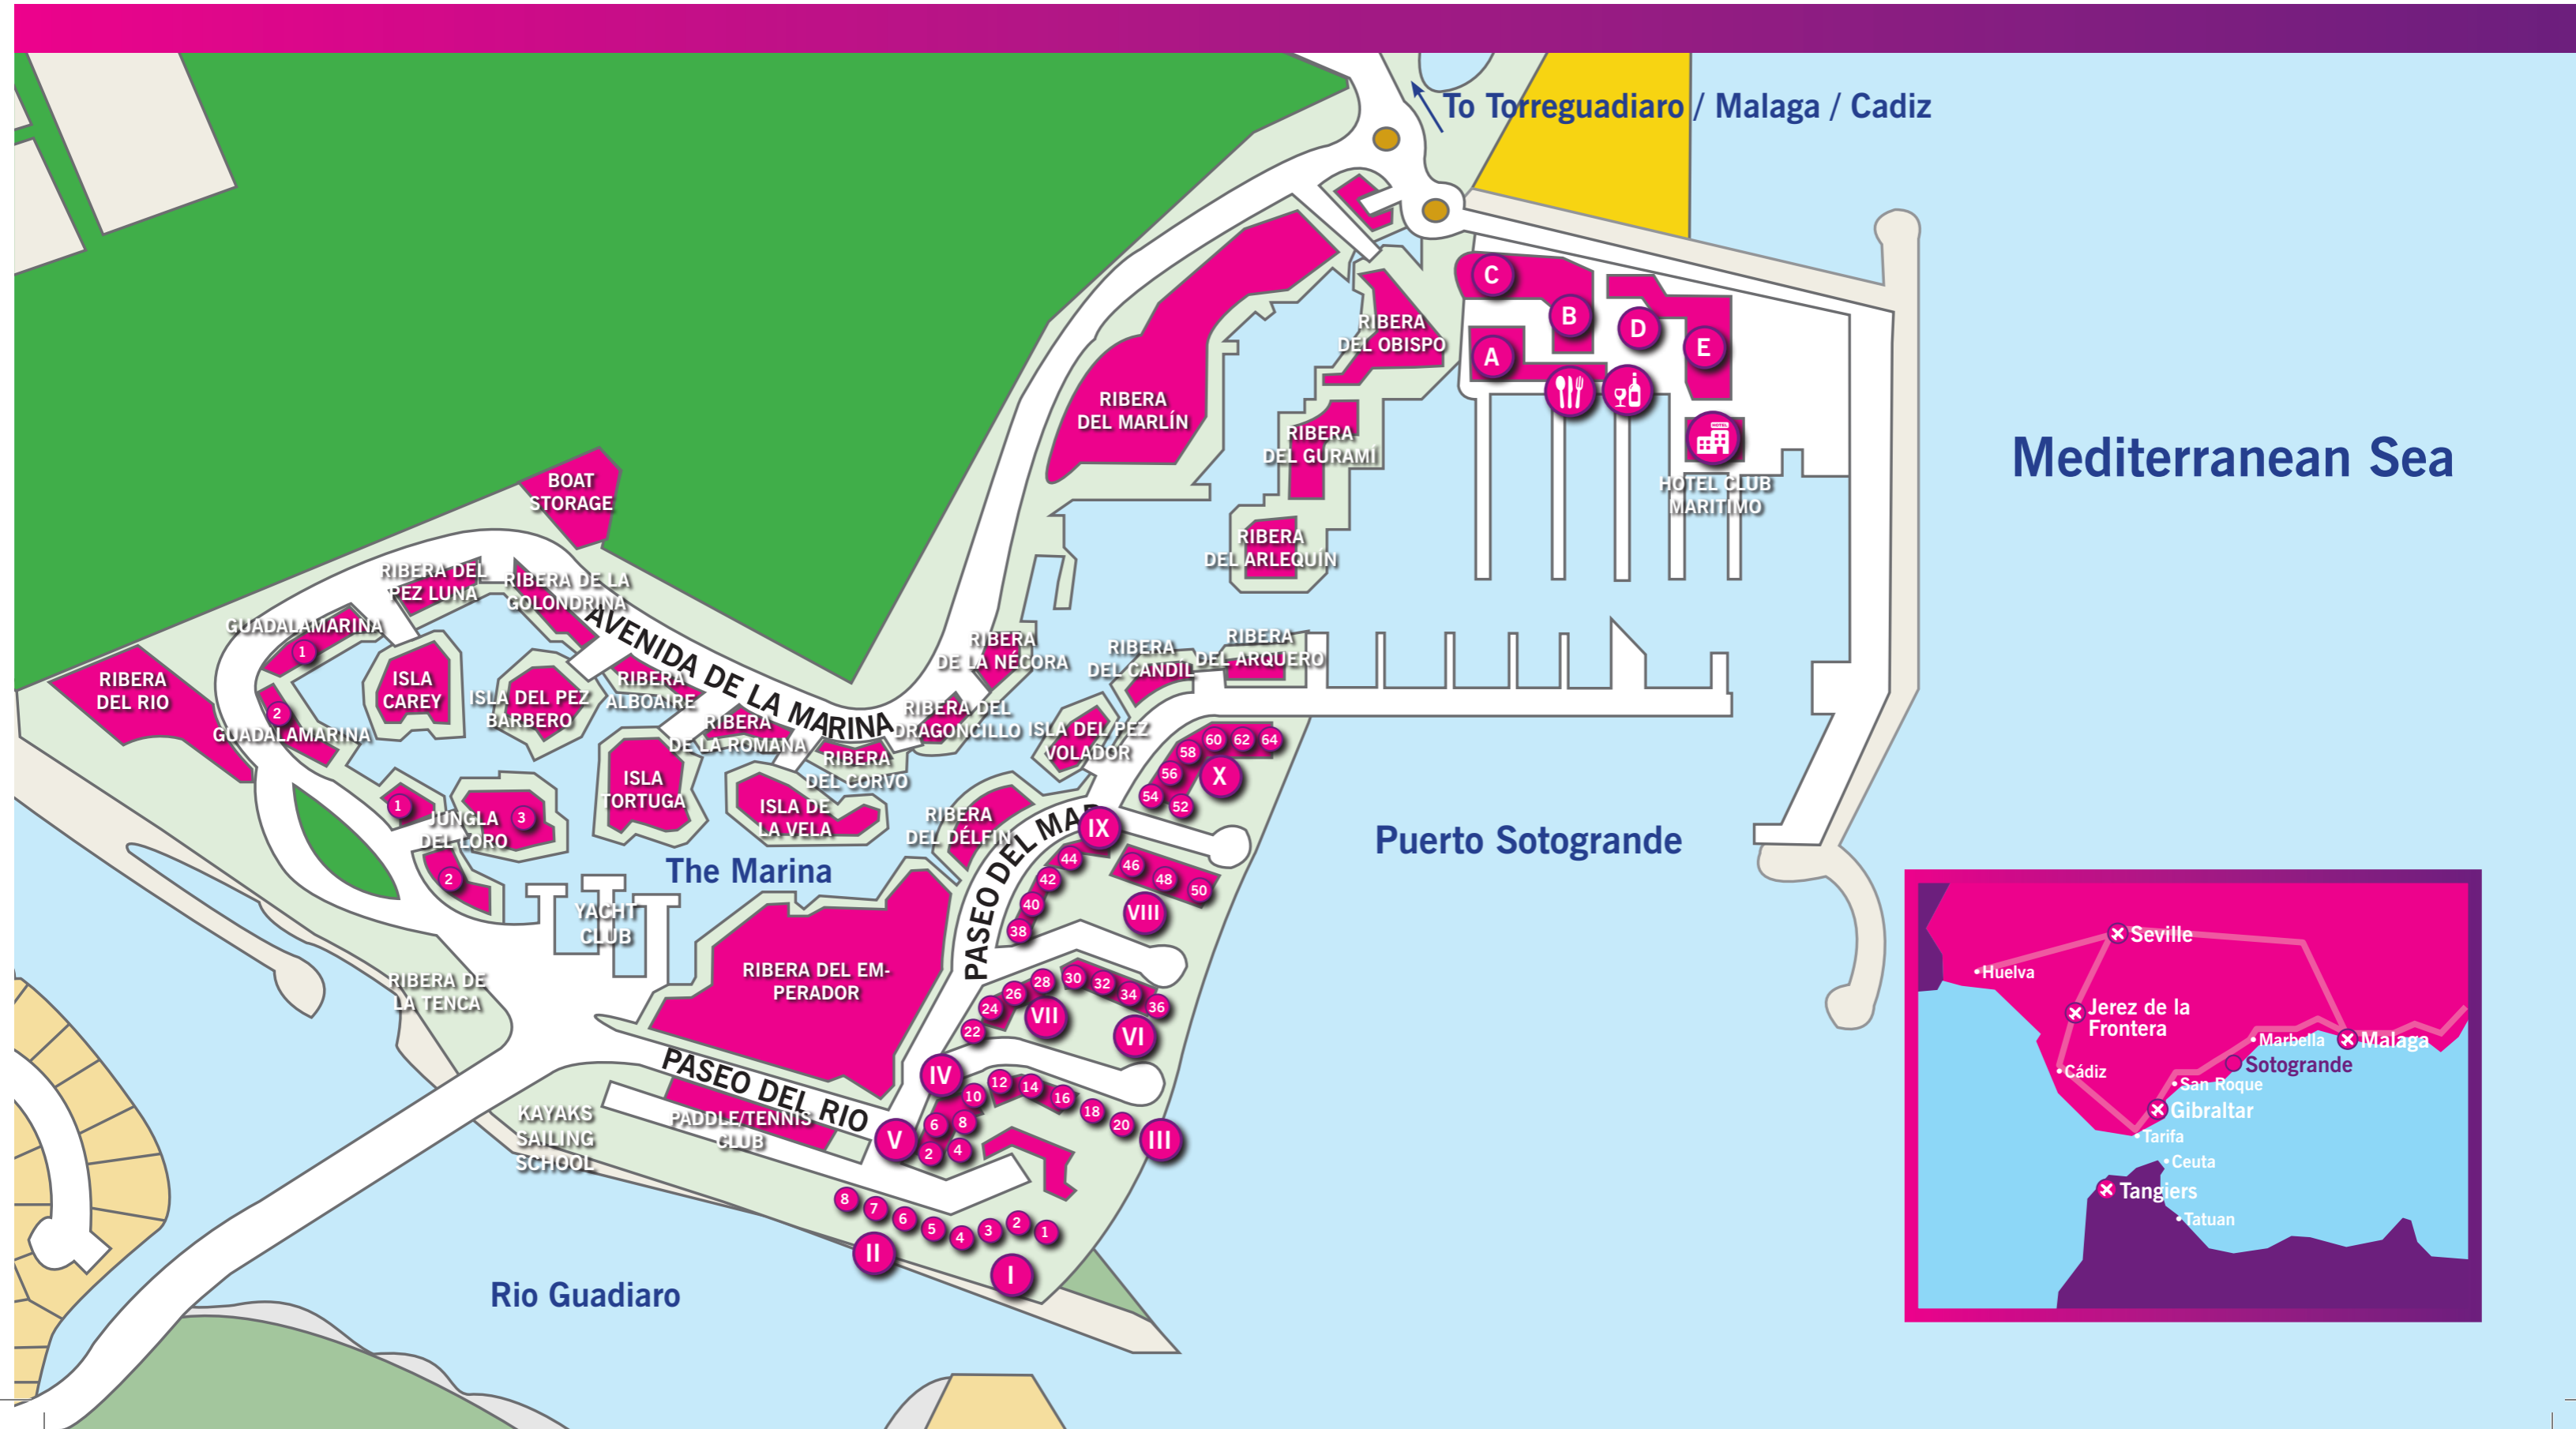 To Torreguadiaro / Malaga / Cadiz
C
B
D
E
A
HOTEL
HOTEL CLUB
MARITIMO
Mediterranean Sea
RIBERA
DEL OBISPO
RIBERA
DEL MARLÍN
RIBERA
DEL GURAMÍ
RIBERA
DEL ARLEQUÍN
BOAT
STORAGE
RIBERA DEL
PEZ LUNA
RIBERA DE LA
GOLONDRINA
AVENIDA DE LA MARINA
GUADALAMARINA
1
2
GUADALAMARINA
RIBERA
DEL RIO
ISLA
CAREY
ISLA DEL PEZ
BARBERO
RIBERA
ALBOAIRE
RIBERA
DE LA ROMANA
RIBERA
DEL CORVO
RIBERA DEL
DRAGONCILLO
RIBERA
DE LA NÉCORA
RIBERA
DEL CANDIL
RIBERA
DEL ARQUERO
ISLA DEL PEZ
VOLADOR
ISLA
TORTUGA
ISLA DE
LA VELA
RIBERA
DEL DÉLFIN
1
JUNGLA
DEL LORO
3
2
The Marina
YACHT
CLUB
RIBERA DE
LA TENCA
RIBERA DEL EM-
PERADOR
PASEO DEL MAR
PASEO DEL RIO
PADDLE/TENNIS
CLUB
KAYAKS
SAILING
SCHOOL
Puerto Sotogrande
58
60
62
64
56
54
52
X
IX
44
42
40
38
46
48
50
VIII
30
32
34
36
28
26
24
22
VII
VI
IV
12
14
16
18
20
10
8
6
4
2
V
III
8
7
6
5
4
3
2
1
II
I
Rio Guadiaro
Seville
Huelva
Jerez de la
Frontera
Marbella
Malaga
Sotogrande
Cádiz
San Roque
Gibraltar
Tarifa
Ceuta
Tangiers
Tatuan